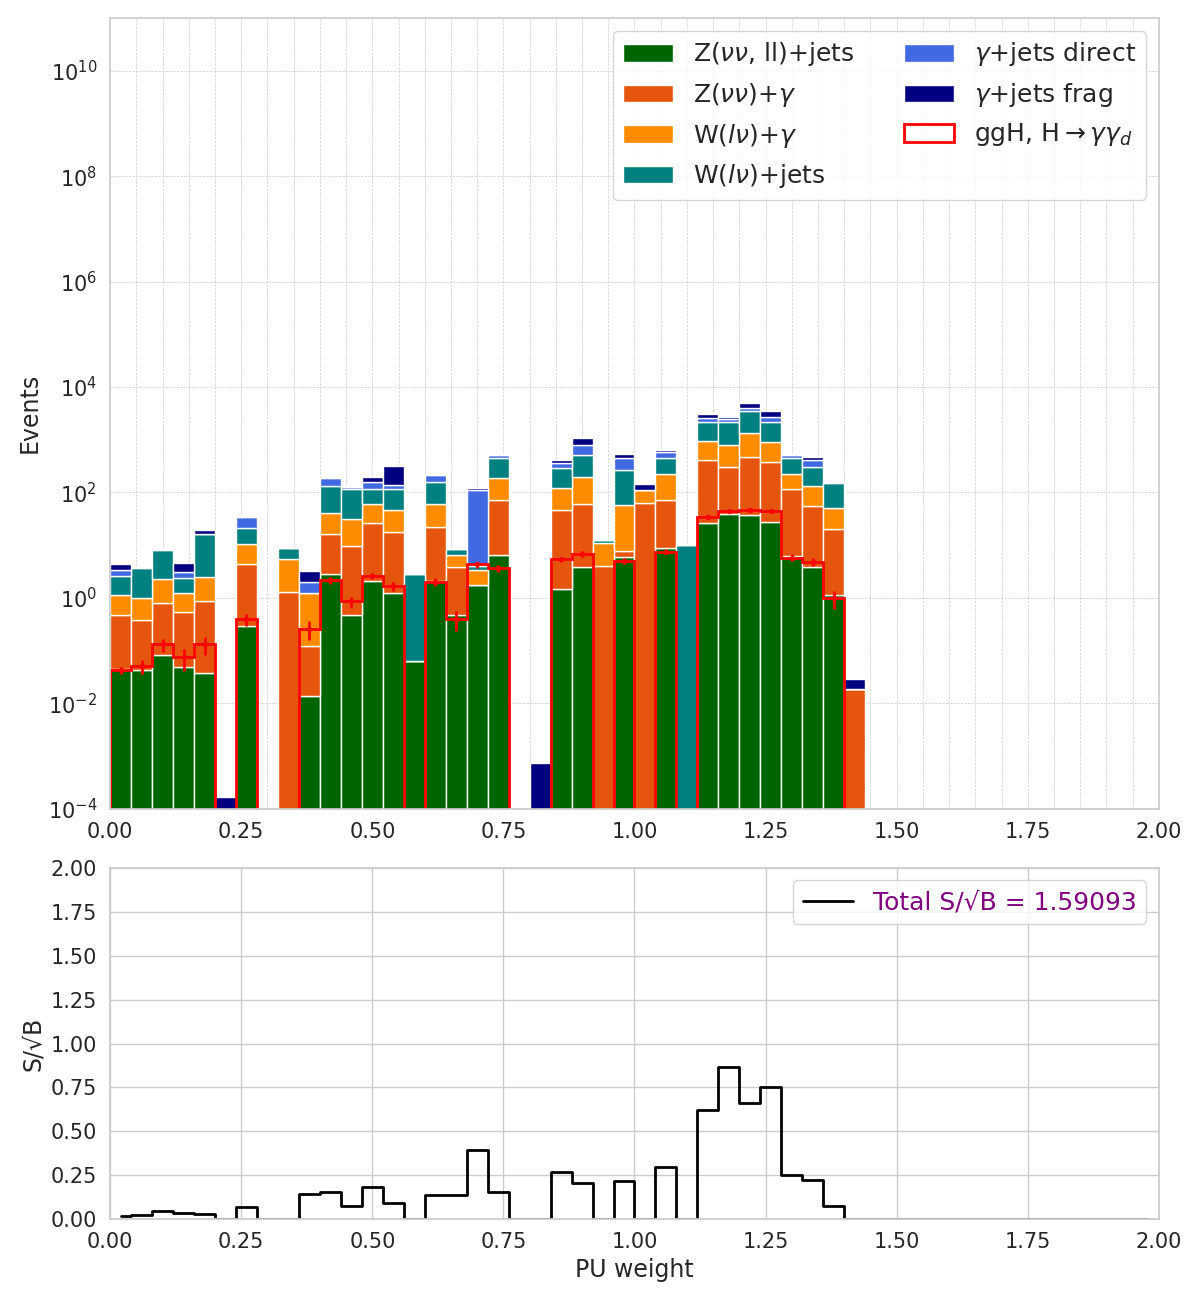 Z(νν, ll)+jets
Z(νν)+γ
W(lν)+γ
W(lν)+jets
γ+jets direct
γ+jets frag
ggH, H→γγ_d
Events
10^10
10^8
10^6
10^4
10^2
10^0
10^−2
10^−4
0.00 0.25 0.50 0.75 1.00 1.25 1.50 1.75 2.00
Total S/√B = 1.59093
S/√B
2.00
1.75
1.50
1.25
1.00
0.75
0.50
0.25
0.00
0.00 0.25 0.50 0.75 1.00 1.25 1.50 1.75 2.00
PU weight